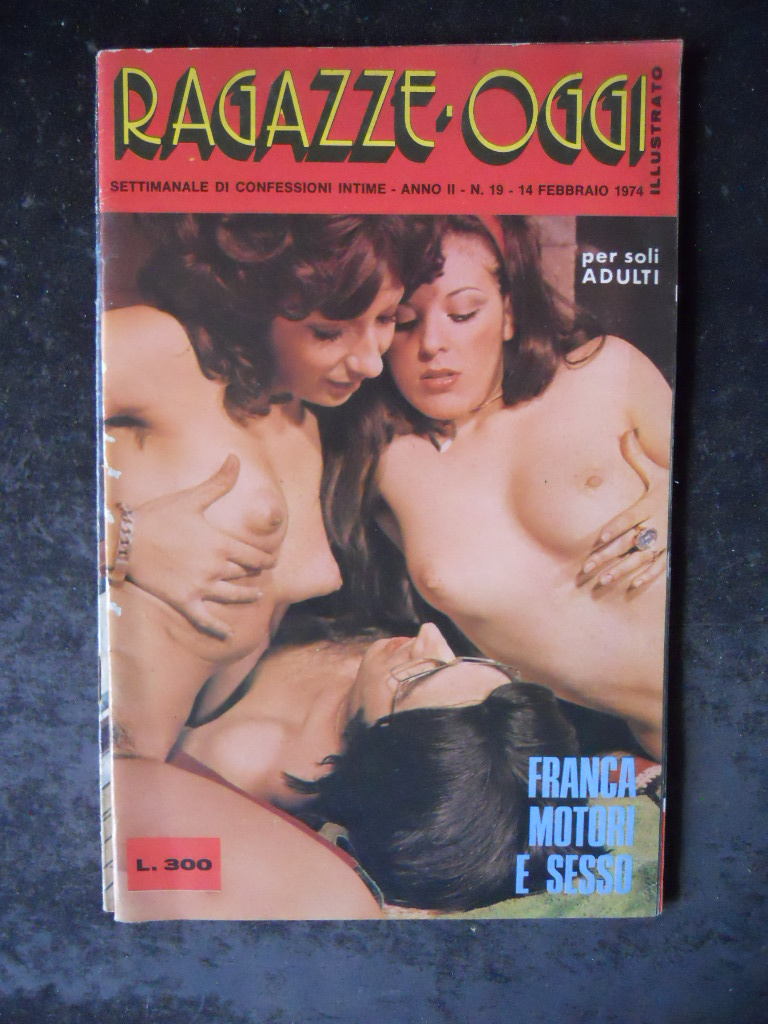 RAGAZZE·OGGI
ILLUSTRATO
SETTIMANALE DI CONFESSIONI INTIME - ANNO II - N. 19 - 14 FEBBRAIO 1974
per soli
ADULTI
FRANCA
MOTORI
E SESSO
L. 300